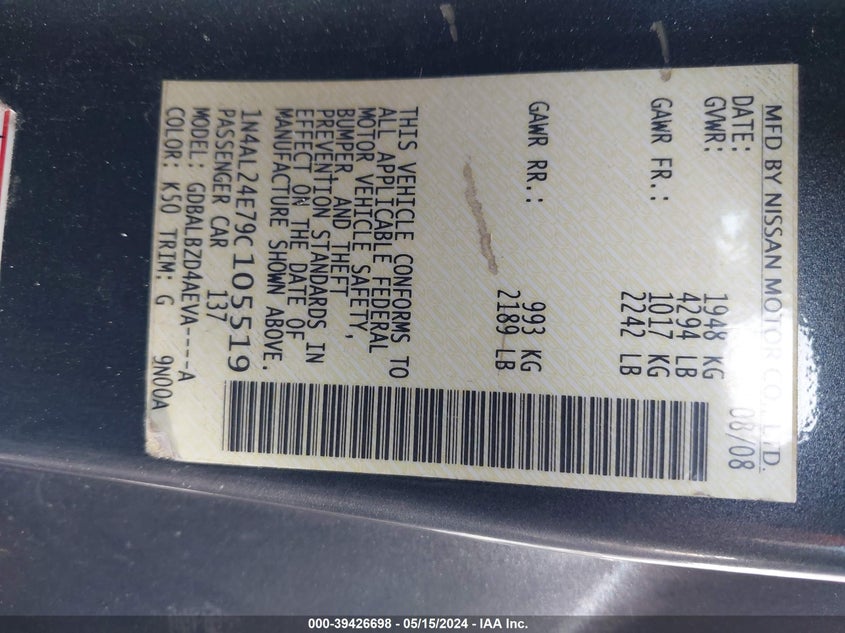 MFD BY NISSAN MOTOR CO., LTD.
DATE: 08/08
GVWR: 1948 KG
4294 LB
GAWR FR.: 1017 KG
2242 LB
GAWR RR.: 993 KG
2189 LB
THIS VEHICLE CONFORMS TO
ALL APPLICABLE FEDERAL
MOTOR VEHICLE SAFETY,
BUMPER, AND THEFT
PREVENTION STANDARDS IN
EFFECT ON THE DATE OF
MANUFACTURE SHOWN ABOVE.
1N4AL24E79C105519
PASSENGER CAR 137
MODEL: GDBALBZD4AEVA----A
COLOR: K50 TRIM: G 9N00A
000-39426698 - 05/15/2024 - IAA Inc.